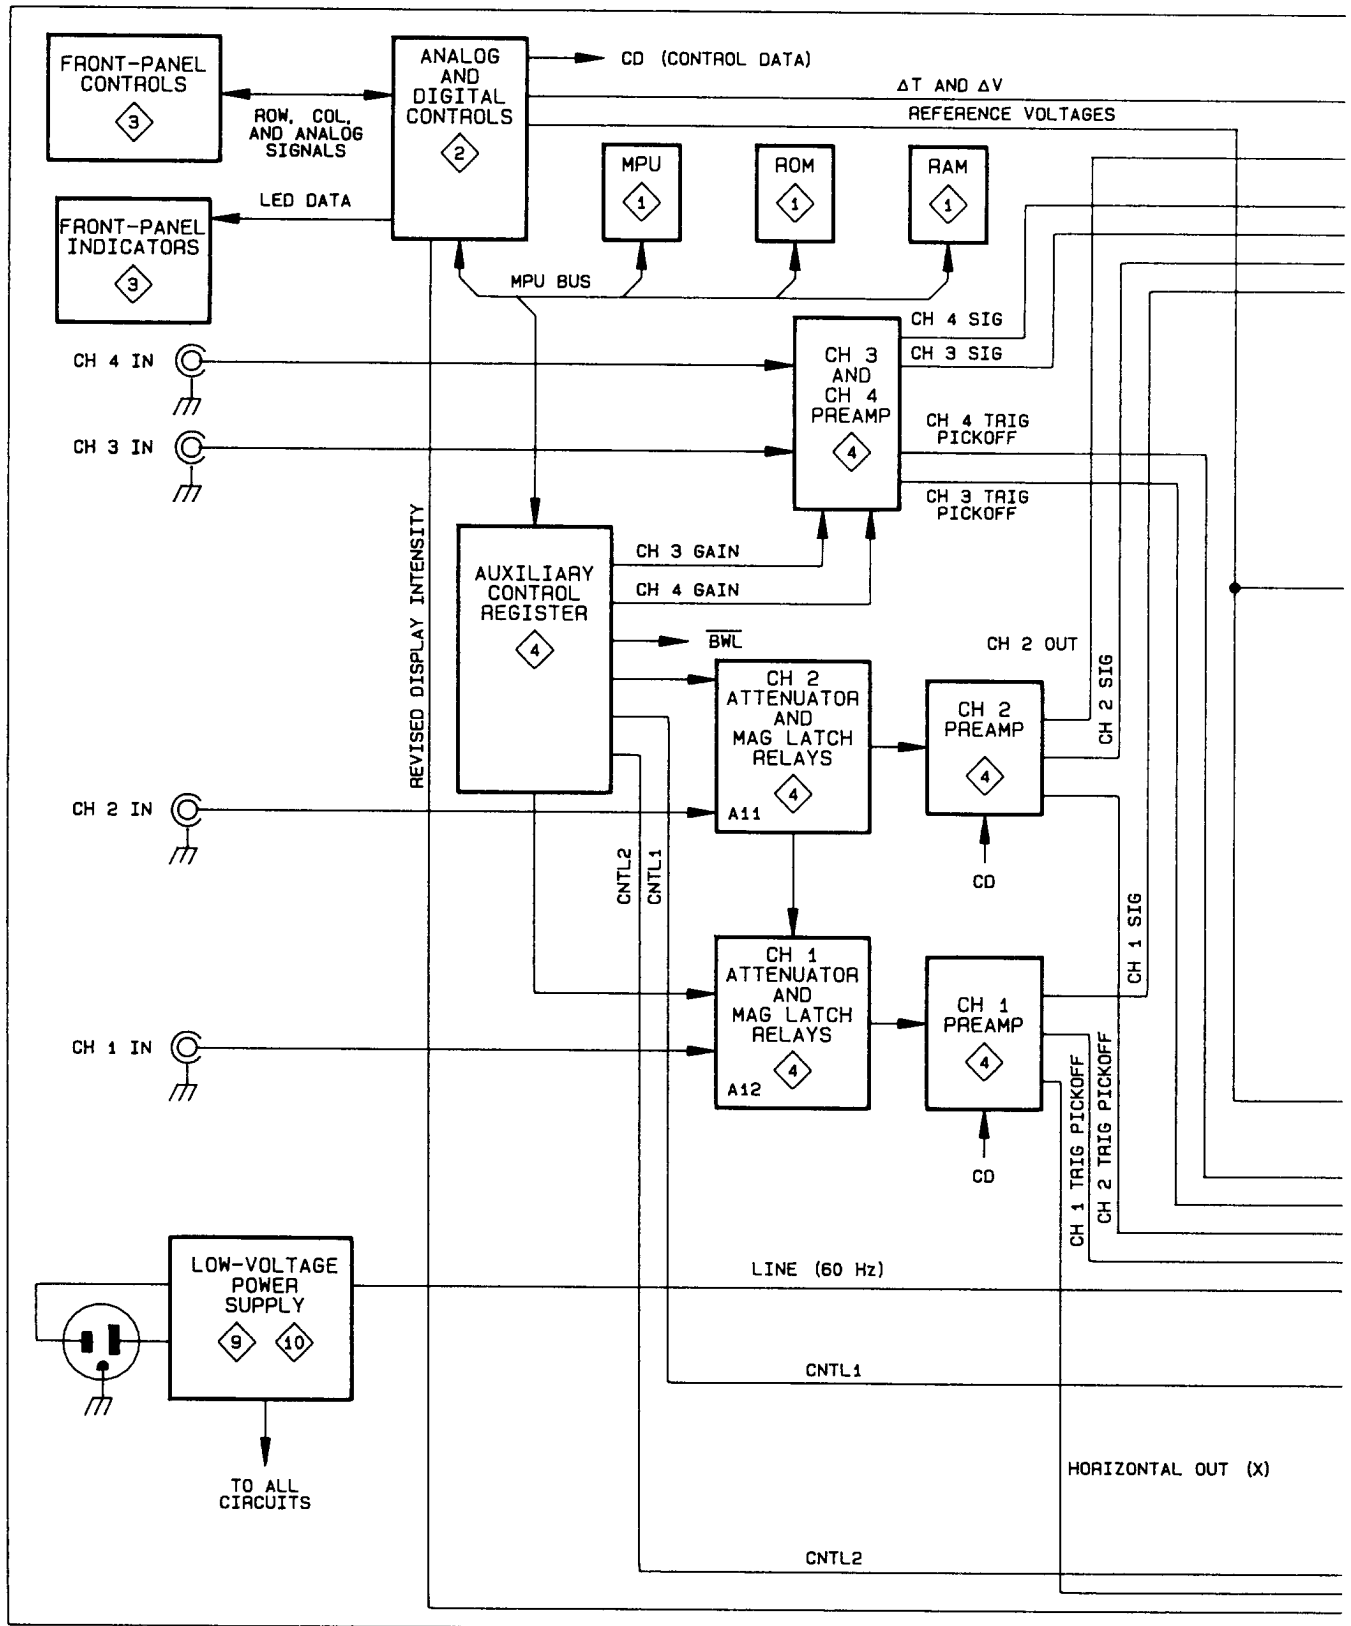 FRONT-PANEL
CONTROLS
3
ROW, COL,
AND ANALOG
SIGNALS
ANALOG
AND
DIGITAL
CONTROLS
2
CD (CONTROL DATA)
ΔT AND ΔV
REFERENCE VOLTAGES
MPU
1
ROM
1
RAM
1
LED DATA
FRONT-PANEL
INDICATORS
3
MPU BUS
CH 4 IN
CH 3 IN
CH 3
AND
CH 4
PREAMP
4
CH 4 SIG
CH 3 SIG
CH 4 TRIG
PICKOFF
CH 3 TRIG
PICKOFF
REVISED DISPLAY INTENSITY
AUXILIARY
CONTROL
REGISTER
4
CH 3 GAIN
CH 4 GAIN
B̅W̅L̅
CH 2 OUT
CH 2 SIG
CH 2
ATTENUATOR
AND
MAG LATCH
RELAYS
4
A11
CH 2
PREAMP
4
CD
CH 2 IN
CNTL2
CNTL1
CH 1 SIG
CH 1
ATTENUATOR
AND
MAG LATCH
RELAYS
4
A12
CH 1
PREAMP
4
CD
CH 1 IN
CH 1 TRIG PICKOFF
CH 2 TRIG PICKOFF
LOW-VOLTAGE
POWER
SUPPLY
9 10
LINE (60 Hz)
CNTL1
TO ALL
CIRCUITS
HORIZONTAL OUT (X)
CNTL2